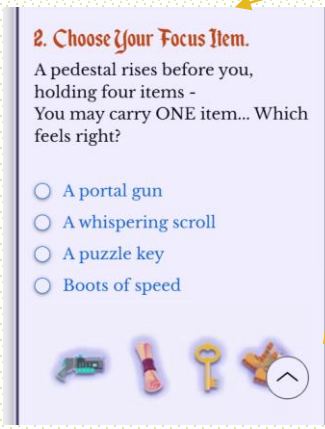 2. Choose Your Focus Item.
A pedestal rises before you,
holding four items -
You may carry ONE item... Which
feels right?
A portal gun
A whispering scroll
A puzzle key
Boots of speed